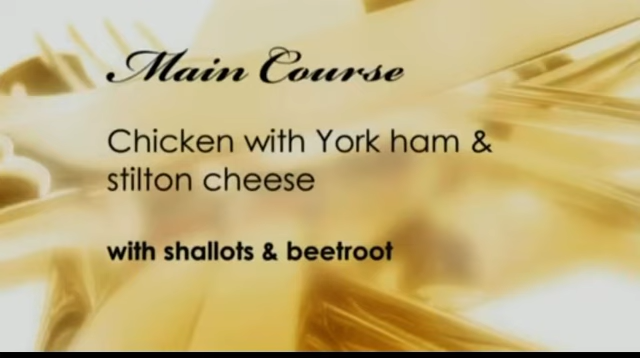 Main Course
Chicken with York ham &
stilton cheese
with shallots & beetroot